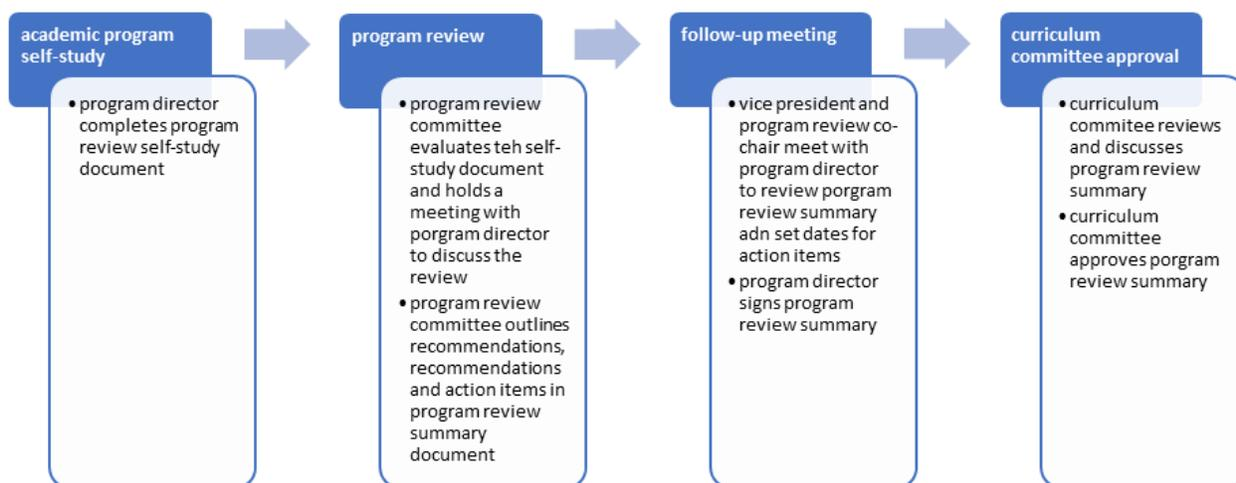 academic program
self-study
• program director
completes program
review self-study
document
program review
• program review
committee
evaluates teh self-
study document
and holds a
meeting with
porgram director
to discuss the
review
• program review
committee outlines
recommendations,
recommendations
and action items in
program review
summary
document
follow-up meeting
• vice president and
program review co-
chair meet with
program director
to review porgram
review summary
adn set dates for
action items
• program director
signs program
review summary
curriculum
committee approval
• curriculum
commitee reviews
and discusses
program review
summary
• curriculum
committee
approves porgram
review summary